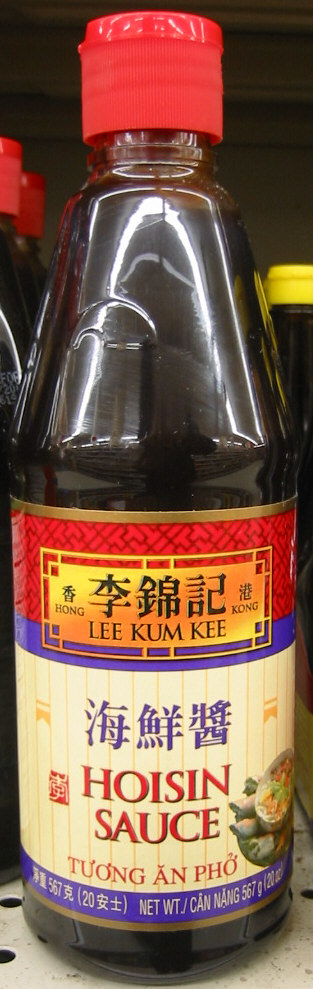 香 李錦記 港
HONG LEE KUM KEE KONG
海鮮醬
李
HOISIN
SAUCE
TƯƠNG ĂN PHỞ
淨重 567克 (20安士) NET WT./ CÂN NẶNG 567 g (20 oz)